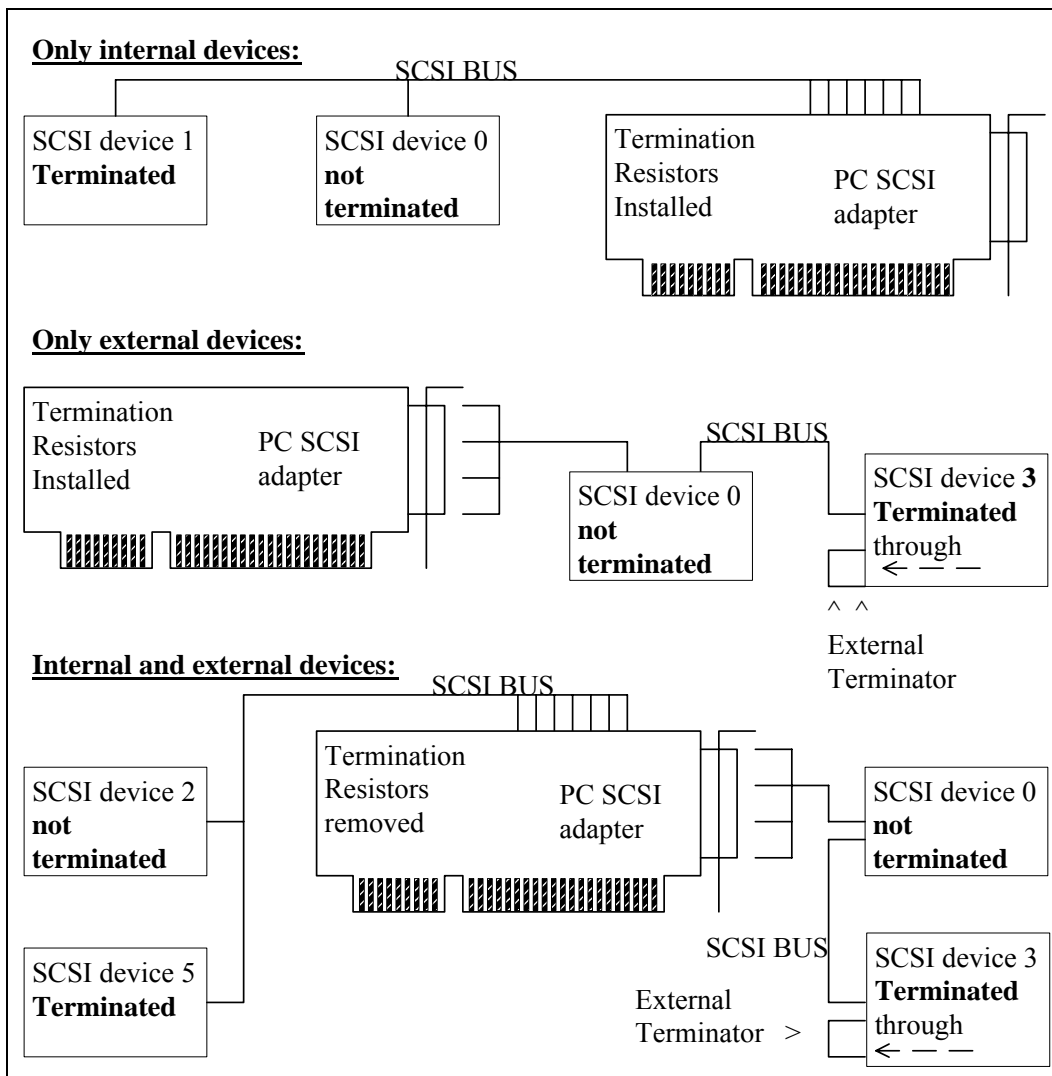 Only internal devices:
SCSI BUS
SCSI device 1
Terminated
SCSI device 0
not
terminated
Termination
Resistors
Installed
PC SCSI
adapter
Only external devices:
Termination
Resistors
Installed
PC SCSI
adapter
SCSI BUS
SCSI device 0
not
terminated
SCSI device 3
Terminated
through
^ ^
External
Terminator
Internal and external devices:
SCSI BUS
SCSI device 2
not
terminated
Termination
Resistors
removed
PC SCSI
adapter
SCSI device 0
not
terminated
SCSI device 5
Terminated
SCSI BUS
External
Terminator >
SCSI device 3
Terminated
through